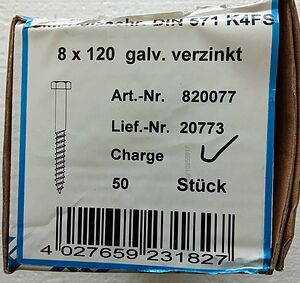 DIN 571 K4FS
8 x 120 galv. verzinkt
Art.-Nr. 820077
Lief.-Nr. 20773
Charge
50 Stück
4 027659 231827